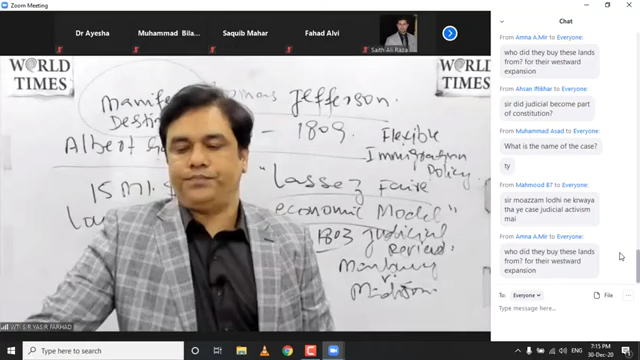 Zoom Meeting
Dr Ayesha
Muhammad Bila...
Saquib Mahar
Fahad Alvi
Saith Ali Raza
WORLD
TIMES
WORLD
TIMES
Jefferson.
Destiny
- 1809
Albert
Flexible
Immigration
Policy
"Lassez Faire
economic Model"
1803 Judicial
Review.
WTI SIR YASIR FARHAD
Chat
From Amna A.Mir to Everyone:
who did they buy these lands
from? for their westward
expansion
From Ahsan Iftikhar to Everyone:
sir did judicial become part
of constitution?
From Muhammad Asad to Everyone:
What is the name of the case?
ty
From Mahmood B7 to Everyone:
sir moazzam lodhi ne krwaya
tha ye case judicial activism
mai
From Amna A.Mir to Everyone:
who did they buy these lands
from? for their westward
expansion
To: Everyone
File
Type message here...
Type here to search
7:15 PM
30-Dec-20